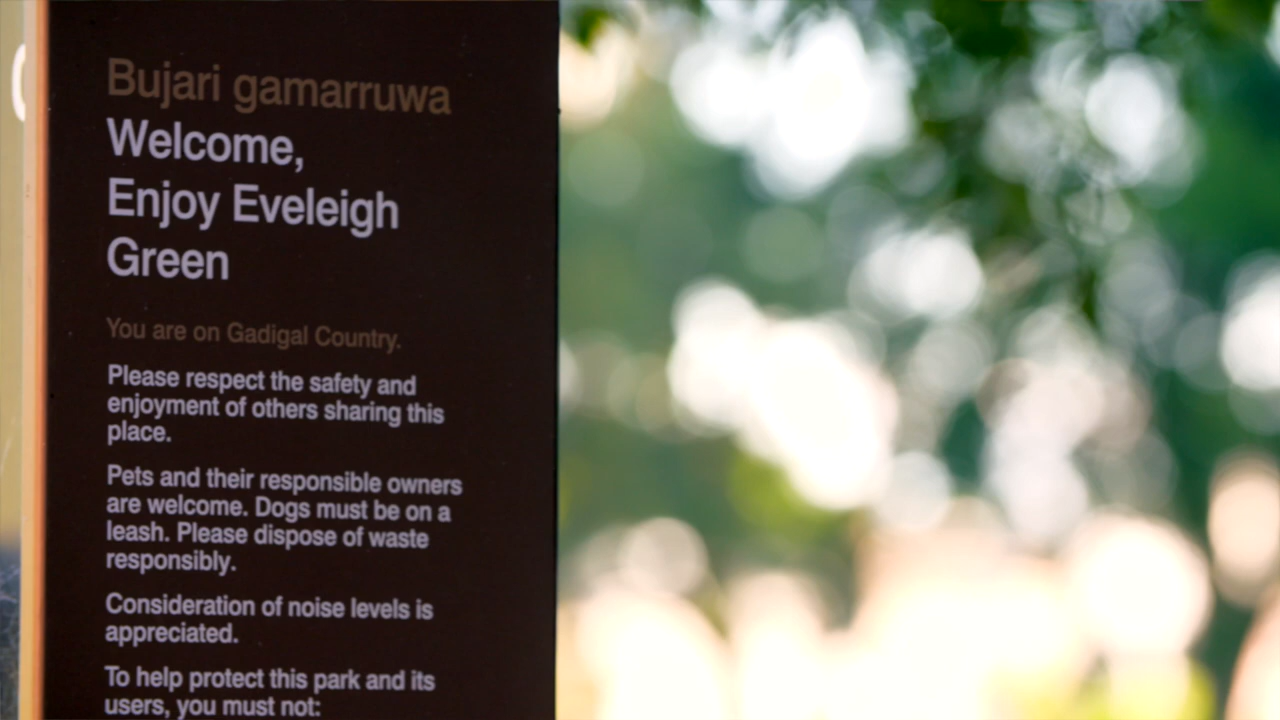 Bujari gamarruwa
Welcome,
Enjoy Eveleigh
Green
You are on Gadigal Country.
Please respect the safety and
enjoyment of others sharing this
place.
Pets and their responsible owners
are welcome. Dogs must be on a
leash. Please dispose of waste
responsibly.
Consideration of noise levels is
appreciated.
To help protect this park and its
users, you must not: